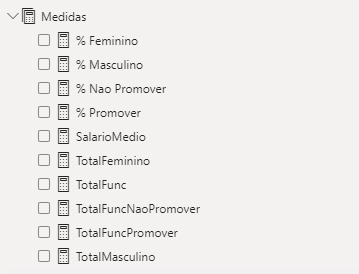 Medidas
% Feminino
% Masculino
% Nao Promover
% Promover
SalarioMedio
TotalFeminino
TotalFunc
TotalFuncNaoPromover
TotalFuncPromover
TotalMasculino